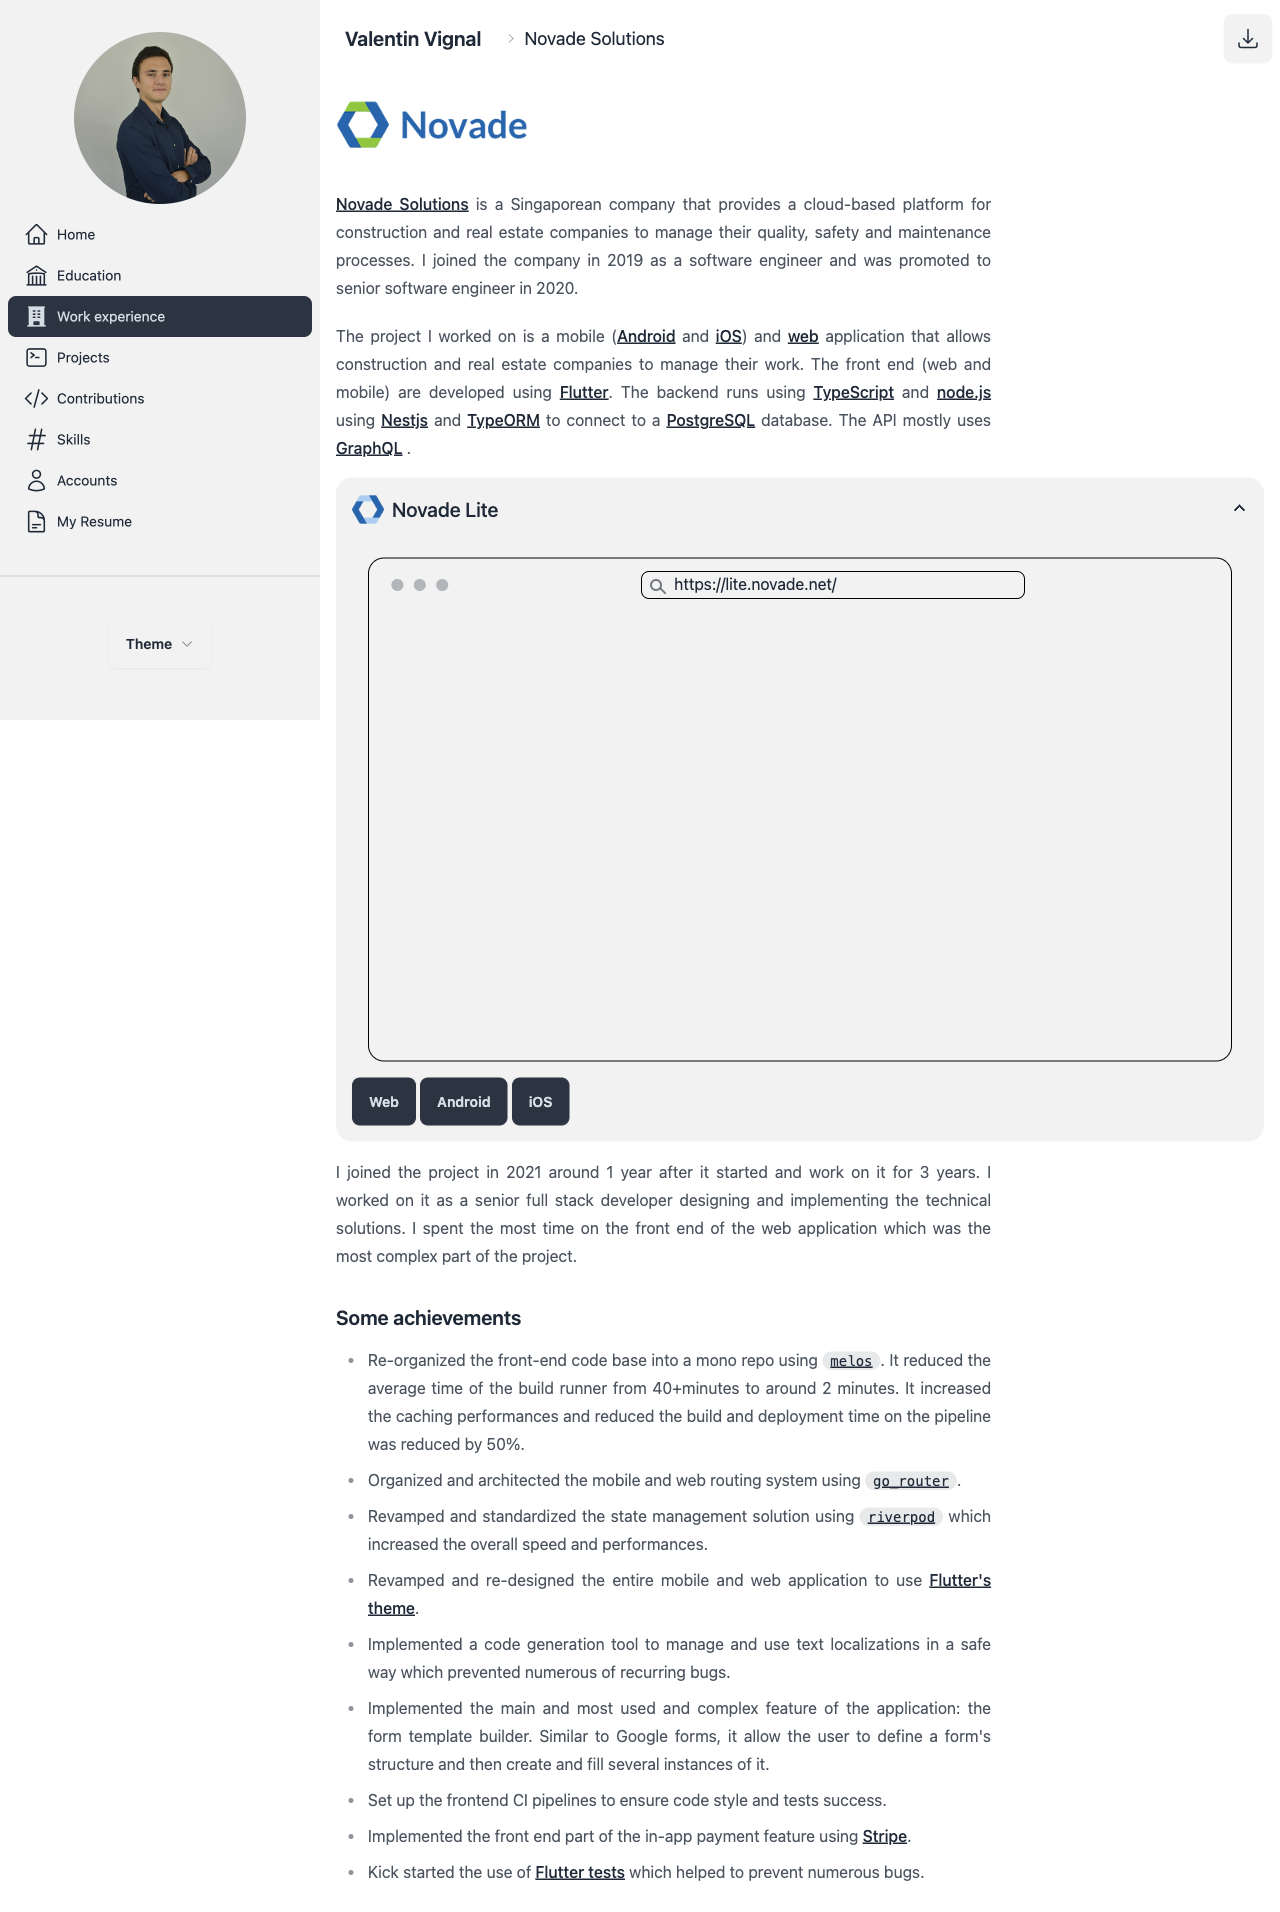 Valentin Vignal
Novade Solutions
Novade
Home
Education
Work experience
Projects
Contributions
Skills
Accounts
My Resume
Theme
Novade Solutions is a Singaporean company that provides a cloud-based platform for
construction and real estate companies to manage their quality, safety and maintenance
processes. I joined the company in 2019 as a software engineer and was promoted to
senior software engineer in 2020.
The project I worked on is a mobile (Android and iOS) and web application that allows
construction and real estate companies to manage their work. The front end (web and
mobile) are developed using Flutter. The backend runs using TypeScript and node.js
using Nestjs and TypeORM to connect to a PostgreSQL database. The API mostly uses
GraphQL .
Novade Lite
https://lite.novade.net/
Web
Android
iOS
I joined the project in 2021 around 1 year after it started and work on it for 3 years. I
worked on it as a senior full stack developer designing and implementing the technical
solutions. I spent the most time on the front end of the web application which was the
most complex part of the project.
Some achievements
• Re-organized the front-end code base into a mono repo using melos. It reduced the
average time of the build runner from 40+minutes to around 2 minutes. It increased
the caching performances and reduced the build and deployment time on the pipeline
was reduced by 50%.
• Organized and architected the mobile and web routing system using go_router.
• Revamped and standardized the state management solution using riverpod which
increased the overall speed and performances.
• Revamped and re-designed the entire mobile and web application to use Flutter's
theme.
• Implemented a code generation tool to manage and use text localizations in a safe
way which prevented numerous of recurring bugs.
• Implemented the main and most used and complex feature of the application: the
form template builder. Similar to Google forms, it allow the user to define a form's
structure and then create and fill several instances of it.
• Set up the frontend CI pipelines to ensure code style and tests success.
• Implemented the front end part of the in-app payment feature using Stripe.
• Kick started the use of Flutter tests which helped to prevent numerous bugs.